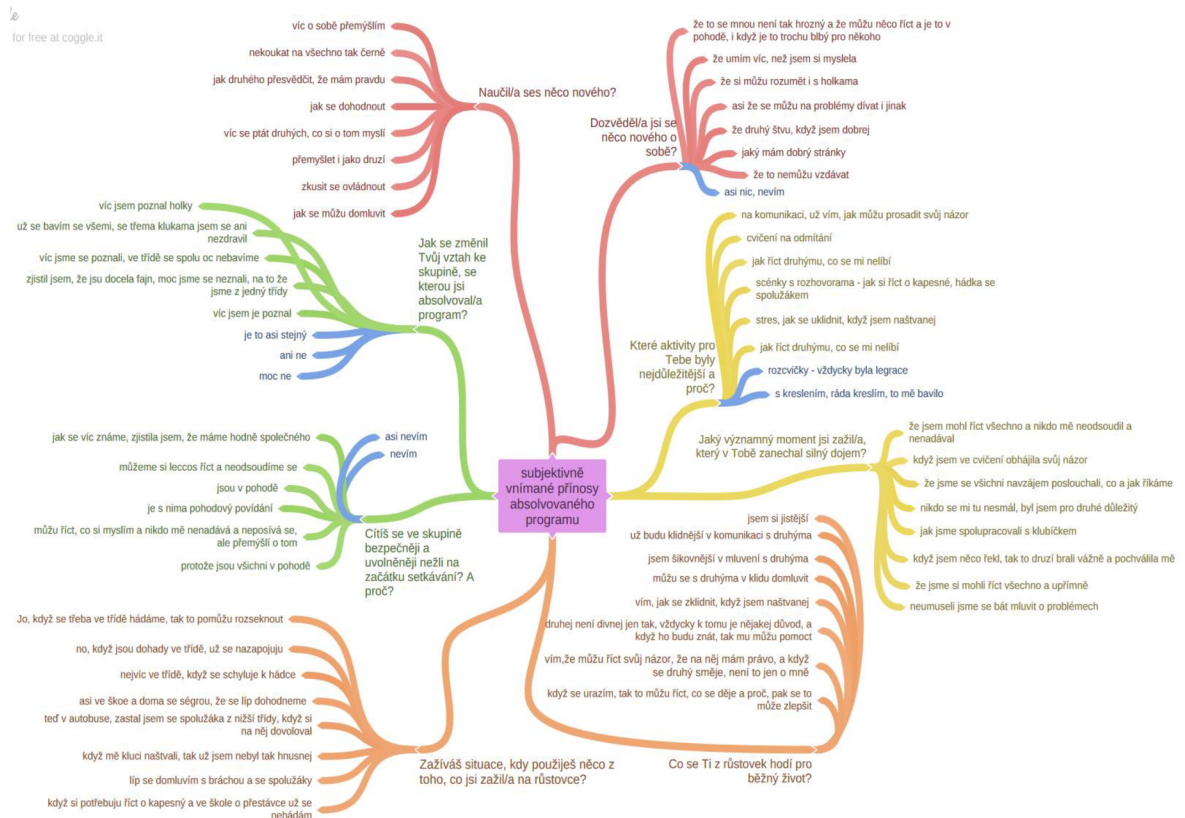 le
for free at coggle.it
víc o sobě přemýšlím
nekoukat na všechno tak černě
jak druhého přesvědčit, že mám pravdu
jak se dohodnout
víc se ptát druhých, co si o tom myslí
přemyšlet i jako druzí
zkusit se ovládnout
jak se můžu domluvit
Naučil/a ses něco nového?
že to se mnou není tak hrozný a že můžu něco říct a je to v
pohodě, i když je to trochu blbý pro někoho
že umím víc, než jsem si myslela
že si můžu rozumět i s holkama
asi že se můžu na problémy dívat i jinak
že druhý štvu, když jsem dobrej
jaký mám dobrý stránky
že to nemůžu vzdávat
asi nic, nevím
Dozvěděl/a jsi se
něco nového o
sobě?
víc jsem poznal holky
už se bavím se všemi, se třema klukama jsem se ani
nezdravil
víc jsme se poznali, ve třídě se spolu oc nebavíme
zjistil jsem, že jsu docela fajn, moc jsme se neznali, na to že
jsme z jedný třídy
víc jsem je poznal
je to asi stejný
ani ne
moc ne
Jak se změnil
Tvůj vztah ke
skupině, se
kterou jsi
absolvoval/a
program?
na komunikaci, už vím, jak můžu prosadit svůj názor
cvičení na odmítání
jak říct druhýmu, co se mi nelíbí
scénky s rozhovorama - jak si říct o kapesné, hádka se
spolužákem
stres, jak se uklidnit, když jsem naštvanej
jak říct druhýmu, co se mi nelíbí
rozcvičky - vždycky byla legrace
s kreslením, ráda kreslím, to mě bavilo
Které aktivity pro
Tebe byly
nejdůležitější a
proč?
jak se víc známe, zjistila jsem, že máme hodně společného
můžeme si leccos říct a neodsoudíme se
jsou v pohodě
je s nima pohodový povídání
můžu říct, co si myslím a nikdo mě nenadává a neposívá se,
ale přemýšlí o tom
protože jsou všichni v pohodě
asi nevím
nevím
Cítíš se ve skupině
bezpečněji a
uvolněněji nežli na
začátku setkávání? A
proč?
subjektivně
vnímané přínosy
absolvovaného
programu
Jaký významný moment jsi zažil/a,
který v Tobě zanechal silný dojem?
že jsem mohl říct všechno a nikdo mě neodsoudil a
nenadával
když jsem ve cvičení obhájila svůj názor
že jsme se všichni navzájem poslouchali, co a jak říkáme
nikdo se mi tu nesmál, byl jsem pro druhé důležitý
jak jsme spolupracovali s klubíčkem
když jsem něco řekl, tak to druzí brali vážně a pochválila mě
že jsme si mohli říct všechno a upřímně
neumuseli jsme se bát mluvit o problémech
jsem si jistější
už budu klidnější v komunikaci s druhýma
jsem šikovnější v mluvení s druhýma
můžu se s druhýma v klidu domluvit
vím, jak se zklidnit, když jsem naštvanej
druhej není divnej jen tak, vždycky k tomu je nějakej důvod, a
když ho budu znát, tak mu můžu pomoct
vím,že můžu říct svůj názor, že na něj mám právo, a když
se druhý směje, není to jen o mně
když se urazím, tak to můžu říct, co se děje a proč, pak se to
může zlepšit
Co se Ti z růstovek hodí pro
běžný život?
Jo, když se třeba ve třídě hádáme, tak to pomůžu rozseknout
no, když jsou dohady ve třídě, už se nazapojuju
nejvíc ve třídě, když se schyluje k hádce
asi ve škoe a doma se ségrou, že se líp dohodneme
teď v autobuse, zastal jsem se spolužáka z nižší třídy, když si
na něj dovoloval
když mě kluci naštvali, tak už jsem nebyl tak hnusnej
líp se domluvím s bráchou a se spolužáky
když si potřebuju říct o kapesný a ve škole o přestávce už se
nehádám
Zažíváš situace, kdy použiješ něco z
toho, co jsi zažil/a na růstovce?